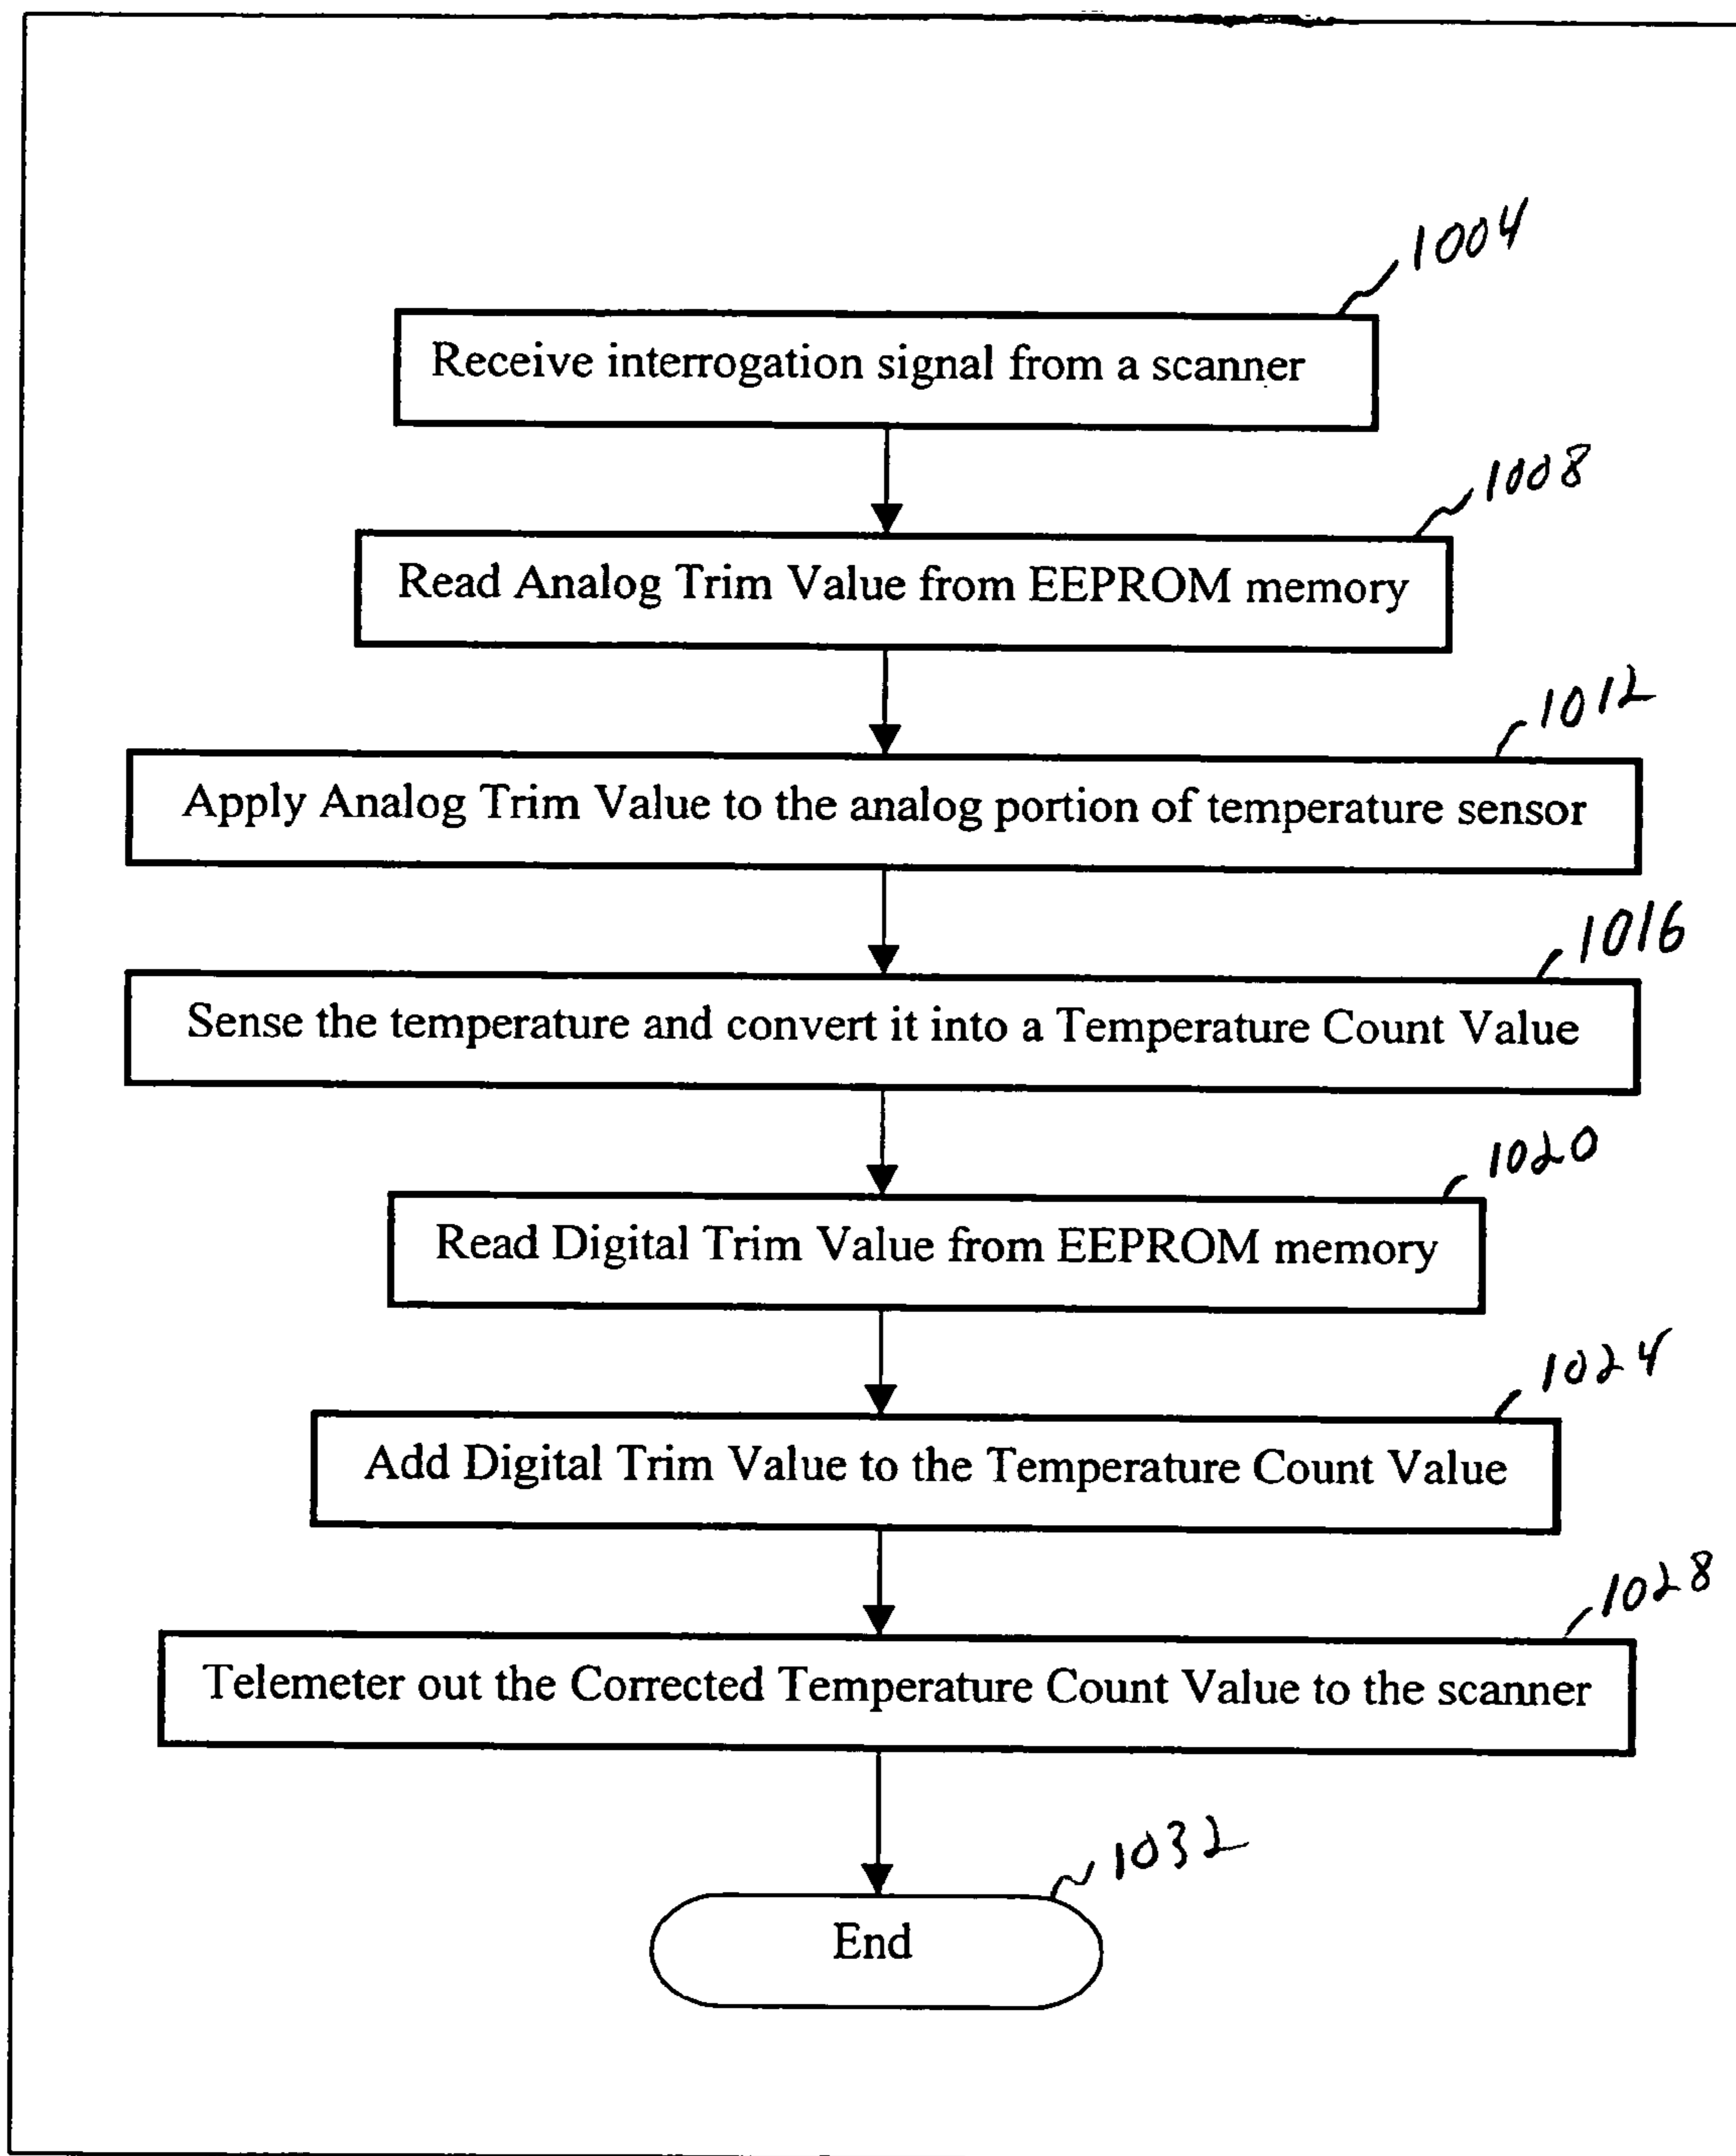 1004
Receive interrogation signal from a scanner
1008
Read Analog Trim Value from EEPROM memory
1012
Apply Analog Trim Value to the analog portion of temperature sensor
1016
Sense the temperature and convert it into a Temperature Count Value
1020
Read Digital Trim Value from EEPROM memory
1024
Add Digital Trim Value to the Temperature Count Value
1028
Telemeter out the Corrected Temperature Count Value to the scanner
1032
End